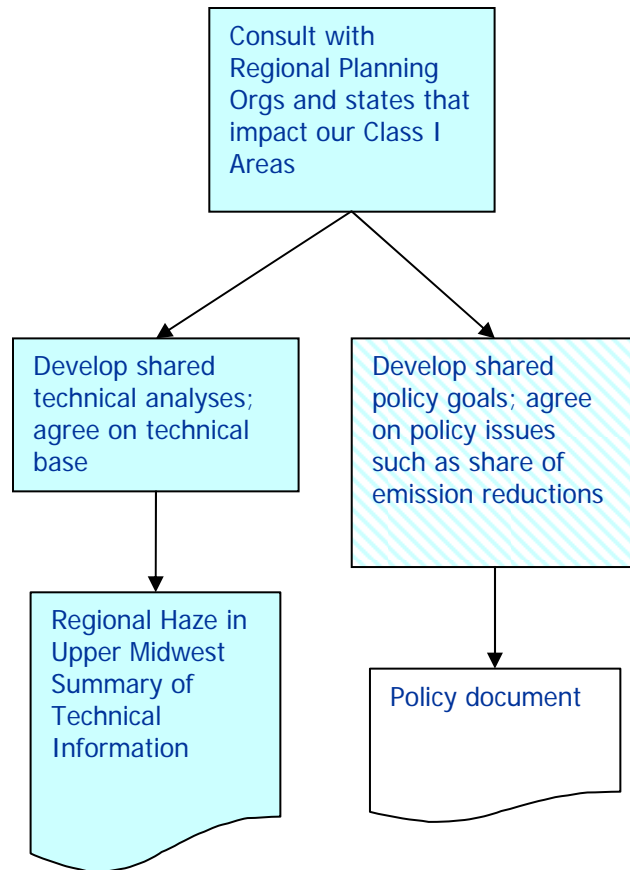 Consult with
Regional Planning
Orgs and states that
impact our Class I
Areas
Develop shared
technical analyses;
agree on technical
base
Develop shared
policy goals; agree
on policy issues
such as share of
emission reductions
Regional Haze in
Upper Midwest
Summary of
Technical
Information
Policy document